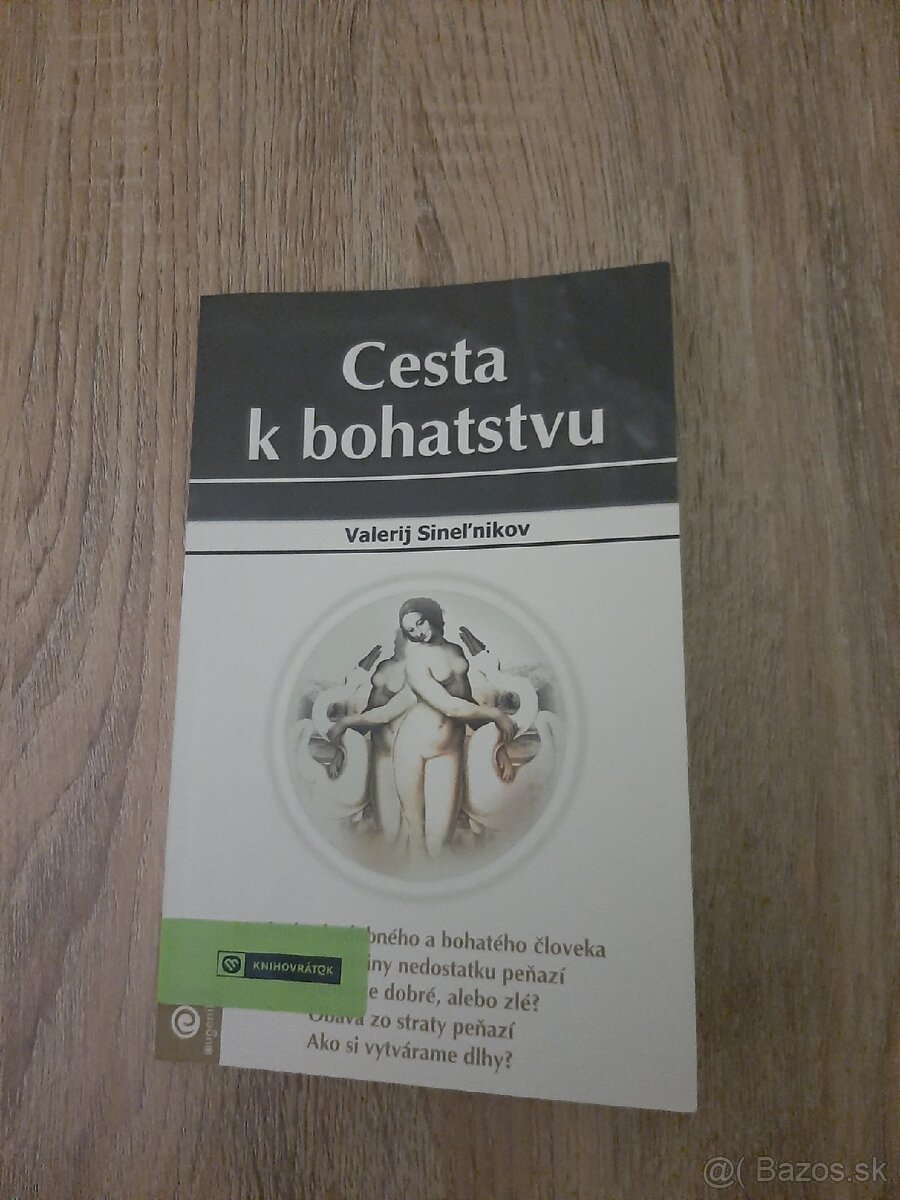 Cesta
k bohatstvu
Valerij Sineľnikov
a bohatého človeka
nedostatku peňazí
dobré, alebo zlé?
KNIHOVRÁTOK
Obava zo straty peňazí
Ako si vytvárame dlhy?
@( Bazos.sk